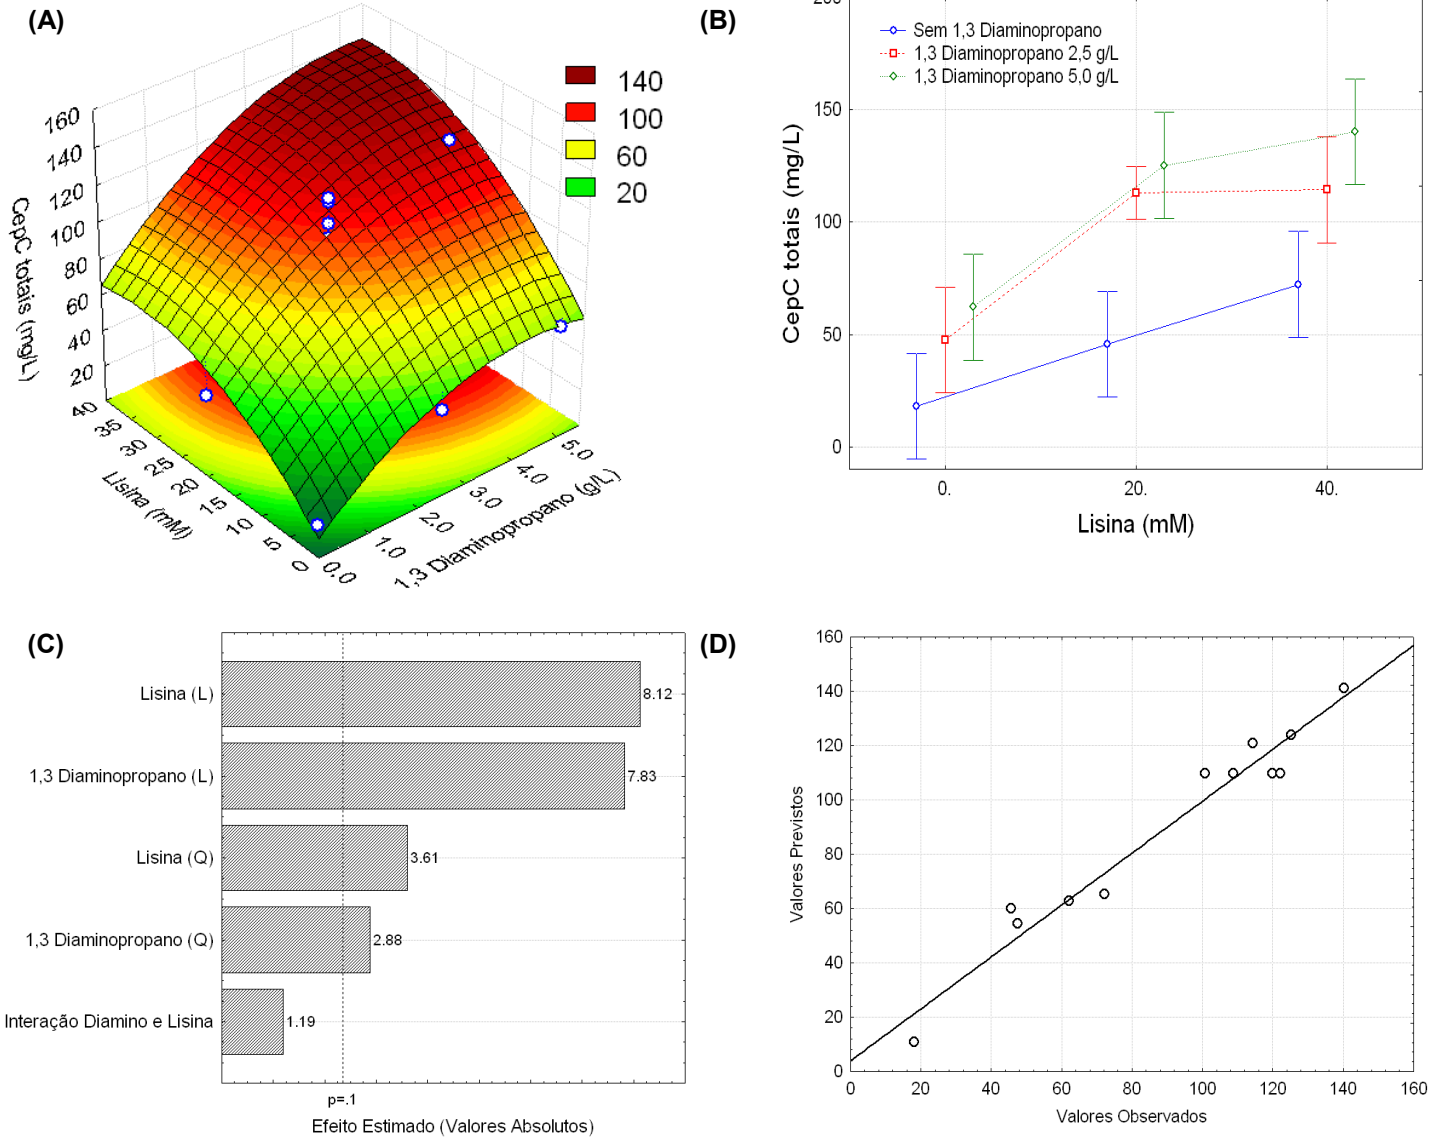 (A)
160
140
120
100
80
60
40
20
CepC totais (mg/L)
40
35
30
25
20
15
10
5
0
Lisina (mM)
0.0
1.0
2.0
3.0
4.0
5.0
1,3 Diaminopropano (g/L)
140
100
60
20
(B)
200
150
100
50
0
CepC totais (mg/L)
Sem 1,3 Diaminopropano
1,3 Diaminopropano 2,5 g/L
1,3 Diaminopropano 5,0 g/L
0.
20.
40.
Lisina (mM)
(C)
Lisina (L)
8.12
1,3 Diaminopropano (L)
7.83
Lisina (Q)
3.61
1,3 Diaminopropano (Q)
2.88
Interação Diamino e Lisina
1.19
p=.1
Efeito Estimado (Valores Absolutos)
(D)
160
140
120
100
80
60
40
20
0
Valores Previstos
0
20
40
60
80
100
120
140
160
Valores Observados